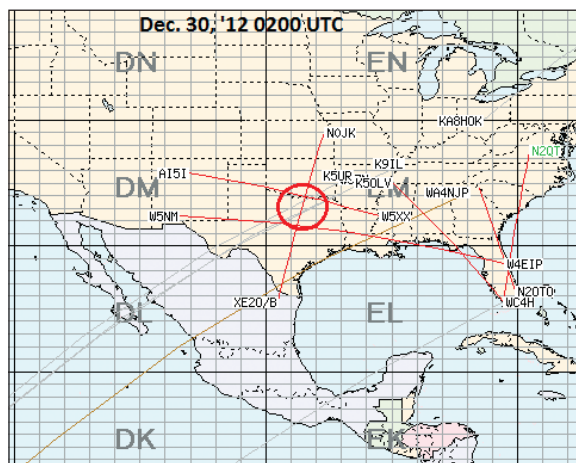 Dec. 30, '12 0200 UTC
DN
EN
KA8HOK
N0JK
N2QT
K9IL
AI5I
K5UR
K5OLV
DM
EM
WA4NJP
W5NM
W5XX
W4EIP
XE2O/B
N2OTO
WC4H
DL
EL
DK
EK